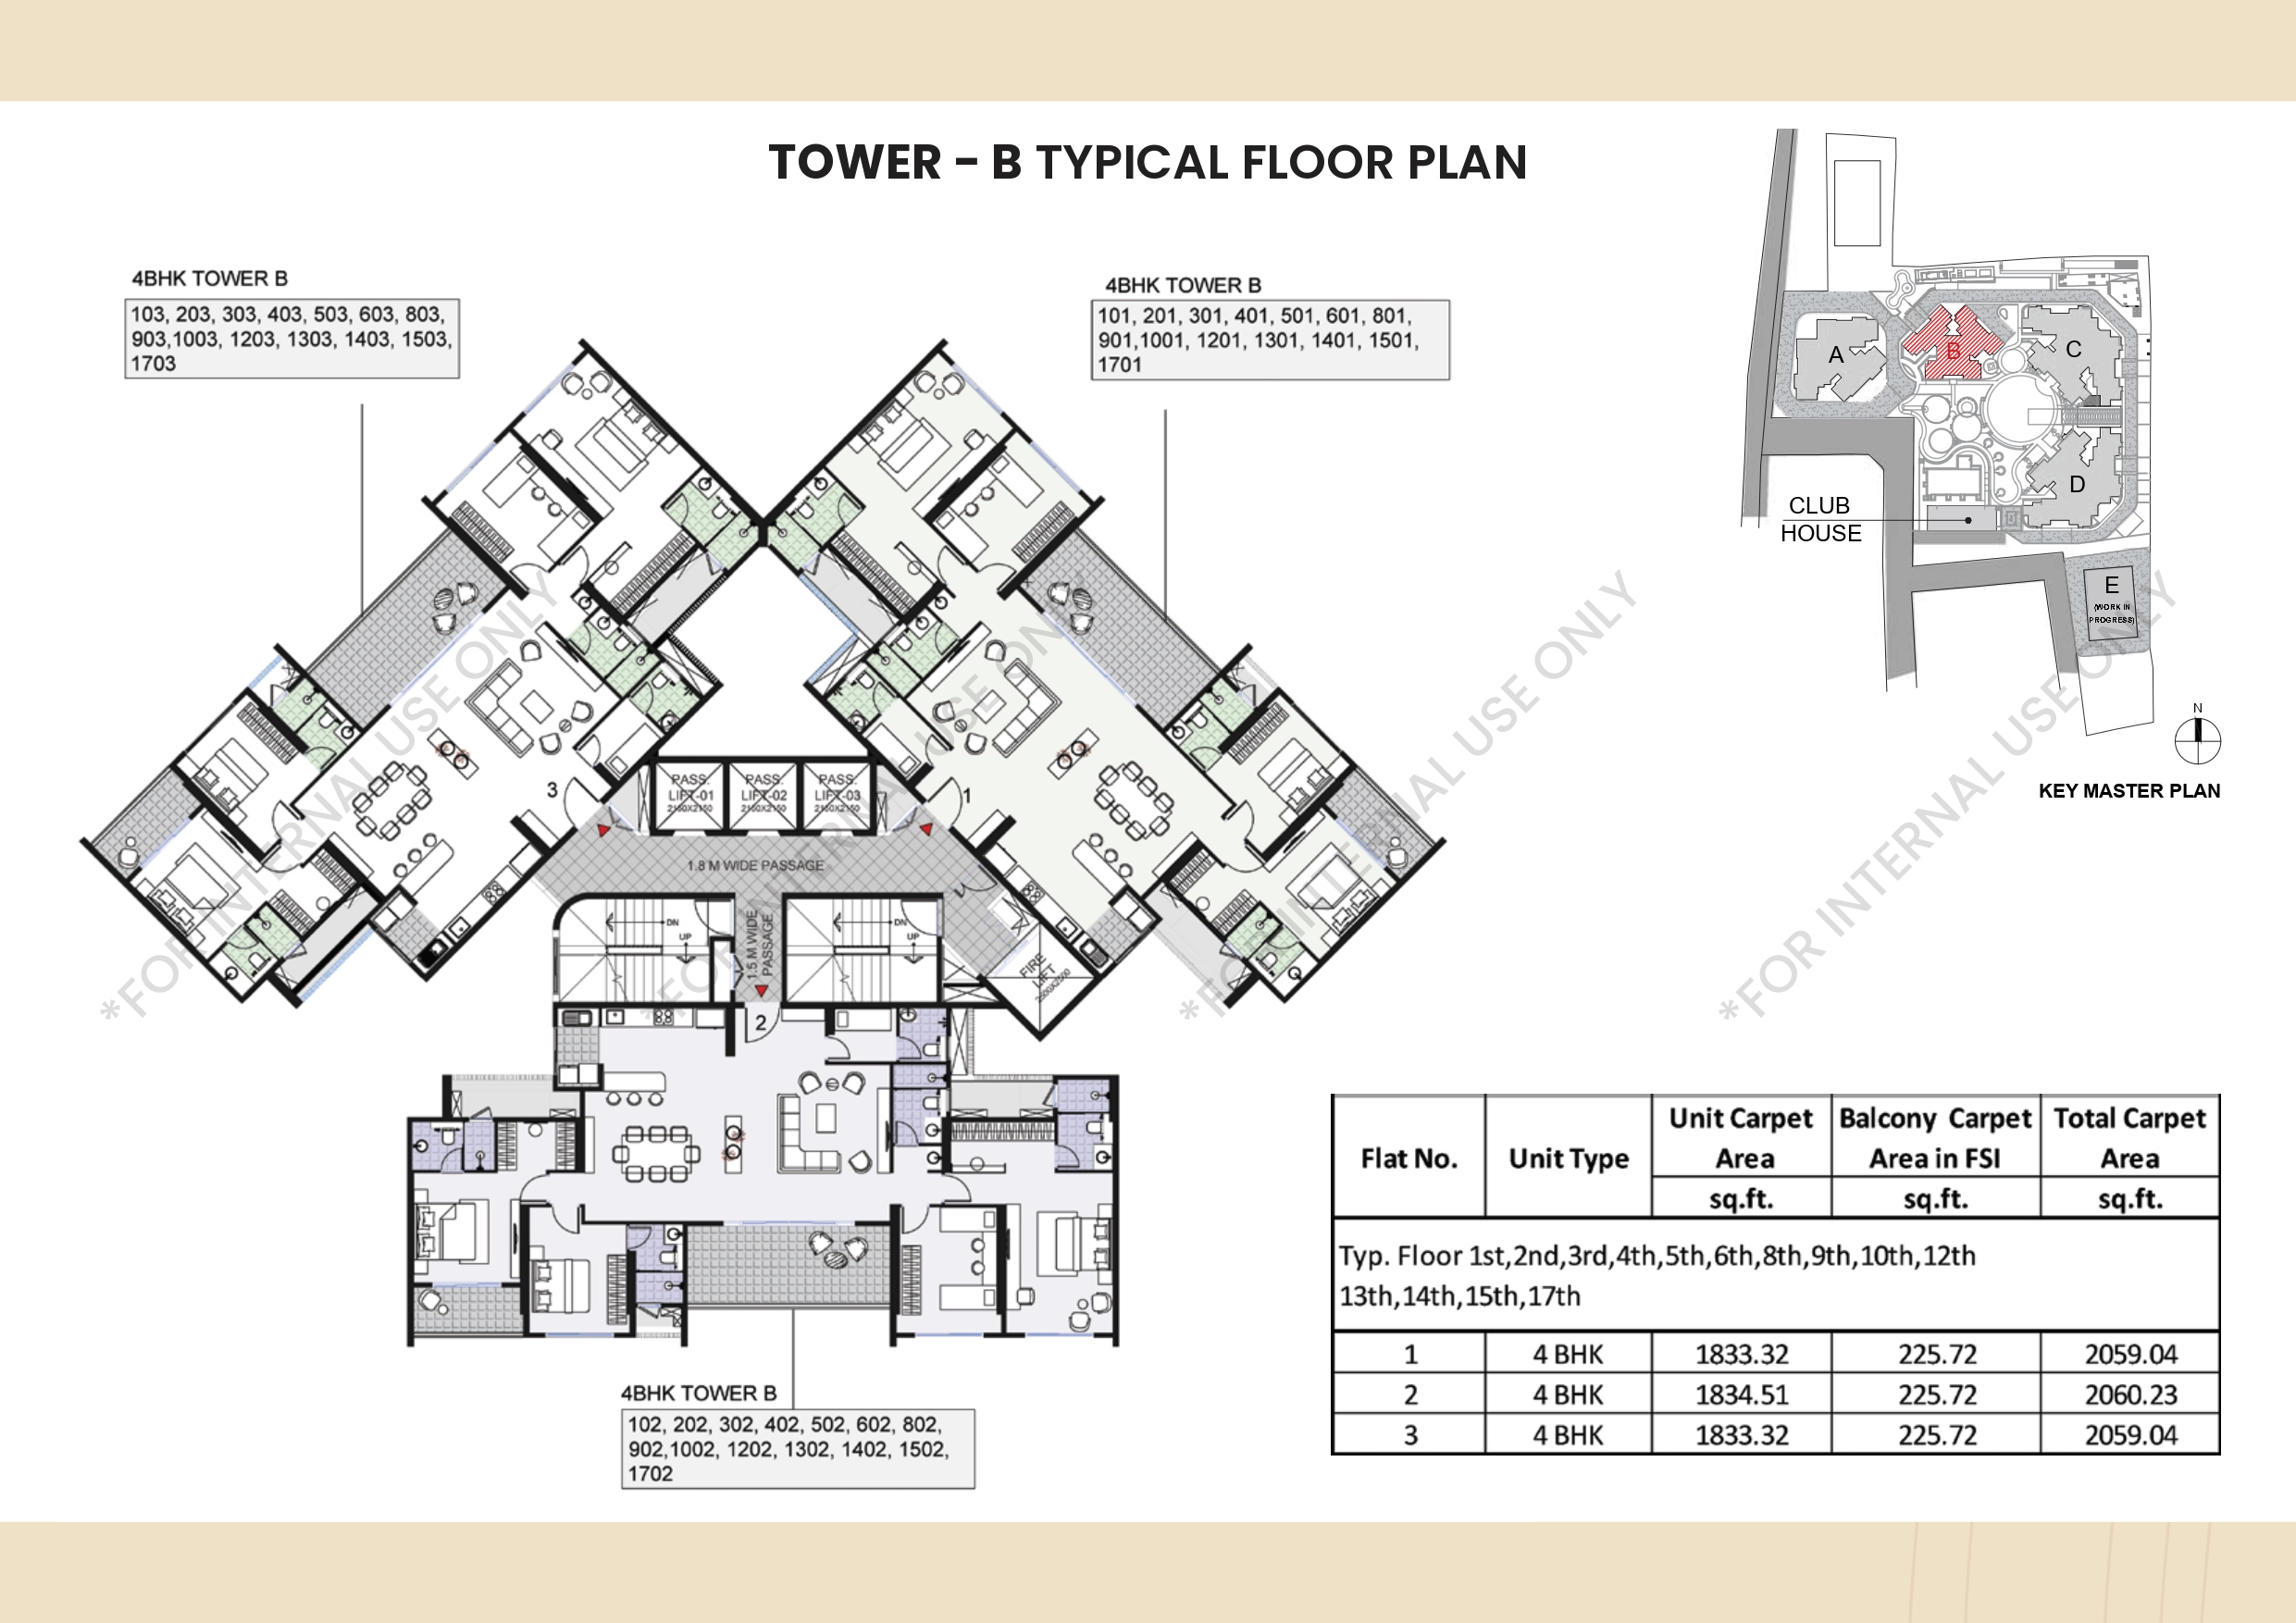 TOWER - B TYPICAL FLOOR PLAN
4BHK TOWER B
103, 203, 303, 403, 503, 603, 803,
903,1003, 1203, 1303, 1403, 1503,
1703
4BHK TOWER B
101, 201, 301, 401, 501, 601, 801,
901,1001, 1201, 1301, 1401, 1501,
1701
A
B
C
D
CLUB
HOUSE
E
(WORK IN
PROGRESS)
N
KEY MASTER PLAN
3
PASS.
LIFT-01
2150X2150
PASS.
LIFT-02
2150X2150
PASS.
LIFT-03
2150X2150
1
1.8 M WIDE PASSAGE
DN
UP
1.5 M WIDE
PASSAGE
DN
UP
FIRE
LIFT
2500X2500
2
4BHK TOWER B
102, 202, 302, 402, 502, 602, 802,
902,1002, 1202, 1302, 1402, 1502,
1702
Flat No. Unit Type Unit Carpet Area Balcony Carpet Area in FSI Total Carpet Area
sq.ft. sq.ft. sq.ft.
Typ. Floor 1st,2nd,3rd,4th,5th,6th,8th,9th,10th,12th
13th,14th,15th,17th
1 4 BHK 1833.32 225.72 2059.04
2 4 BHK 1834.51 225.72 2060.23
3 4 BHK 1833.32 225.72 2059.04
*FOR INTERNAL USE ONLY
*FOR INTERNAL USE ONLY
*FOR INTERNAL USE ONLY
*FOR INTERNAL USE ONLY